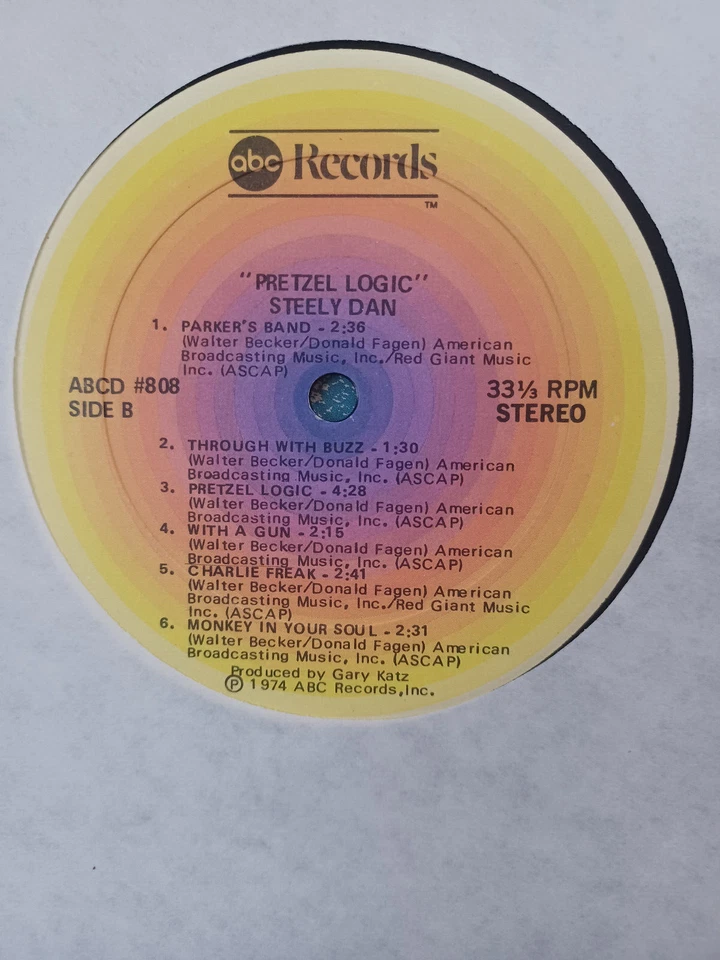 abc Records
TM
"PRETZEL LOGIC"
STEELY DAN
1. PARKER'S BAND - 2:36
(Walter Becker/Donald Fagen) American
Broadcasting Music, Inc./Red Giant Music
Inc. (ASCAP)
ABCD #808
SIDE B
33⅓ RPM
STEREO
2. THROUGH WITH BUZZ - 1:30
(Walter Becker/Donald Fagen) American
Broadcasting Music, Inc. (ASCAP)
3. PRETZEL LOGIC - 4:28
(Walter Becker/Donald Fagen) American
Broadcasting Music, Inc. (ASCAP)
4. WITH A GUN - 2:15
(Walter Becker/Donald Fagen) American
Broadcasting Music, Inc. (ASCAP)
5. CHARLIE FREAK - 2:41
(Walter Becker/Donald Fagen) American
Broadcasting Music, Inc./Red Giant Music
Inc. (ASCAP)
6. MONKEY IN YOUR SOUL - 2:31
(Walter Becker/Donald Fagen) American
Broadcasting Music, Inc. (ASCAP)
Produced by Gary Katz
℗ 1974 ABC Records,Inc.